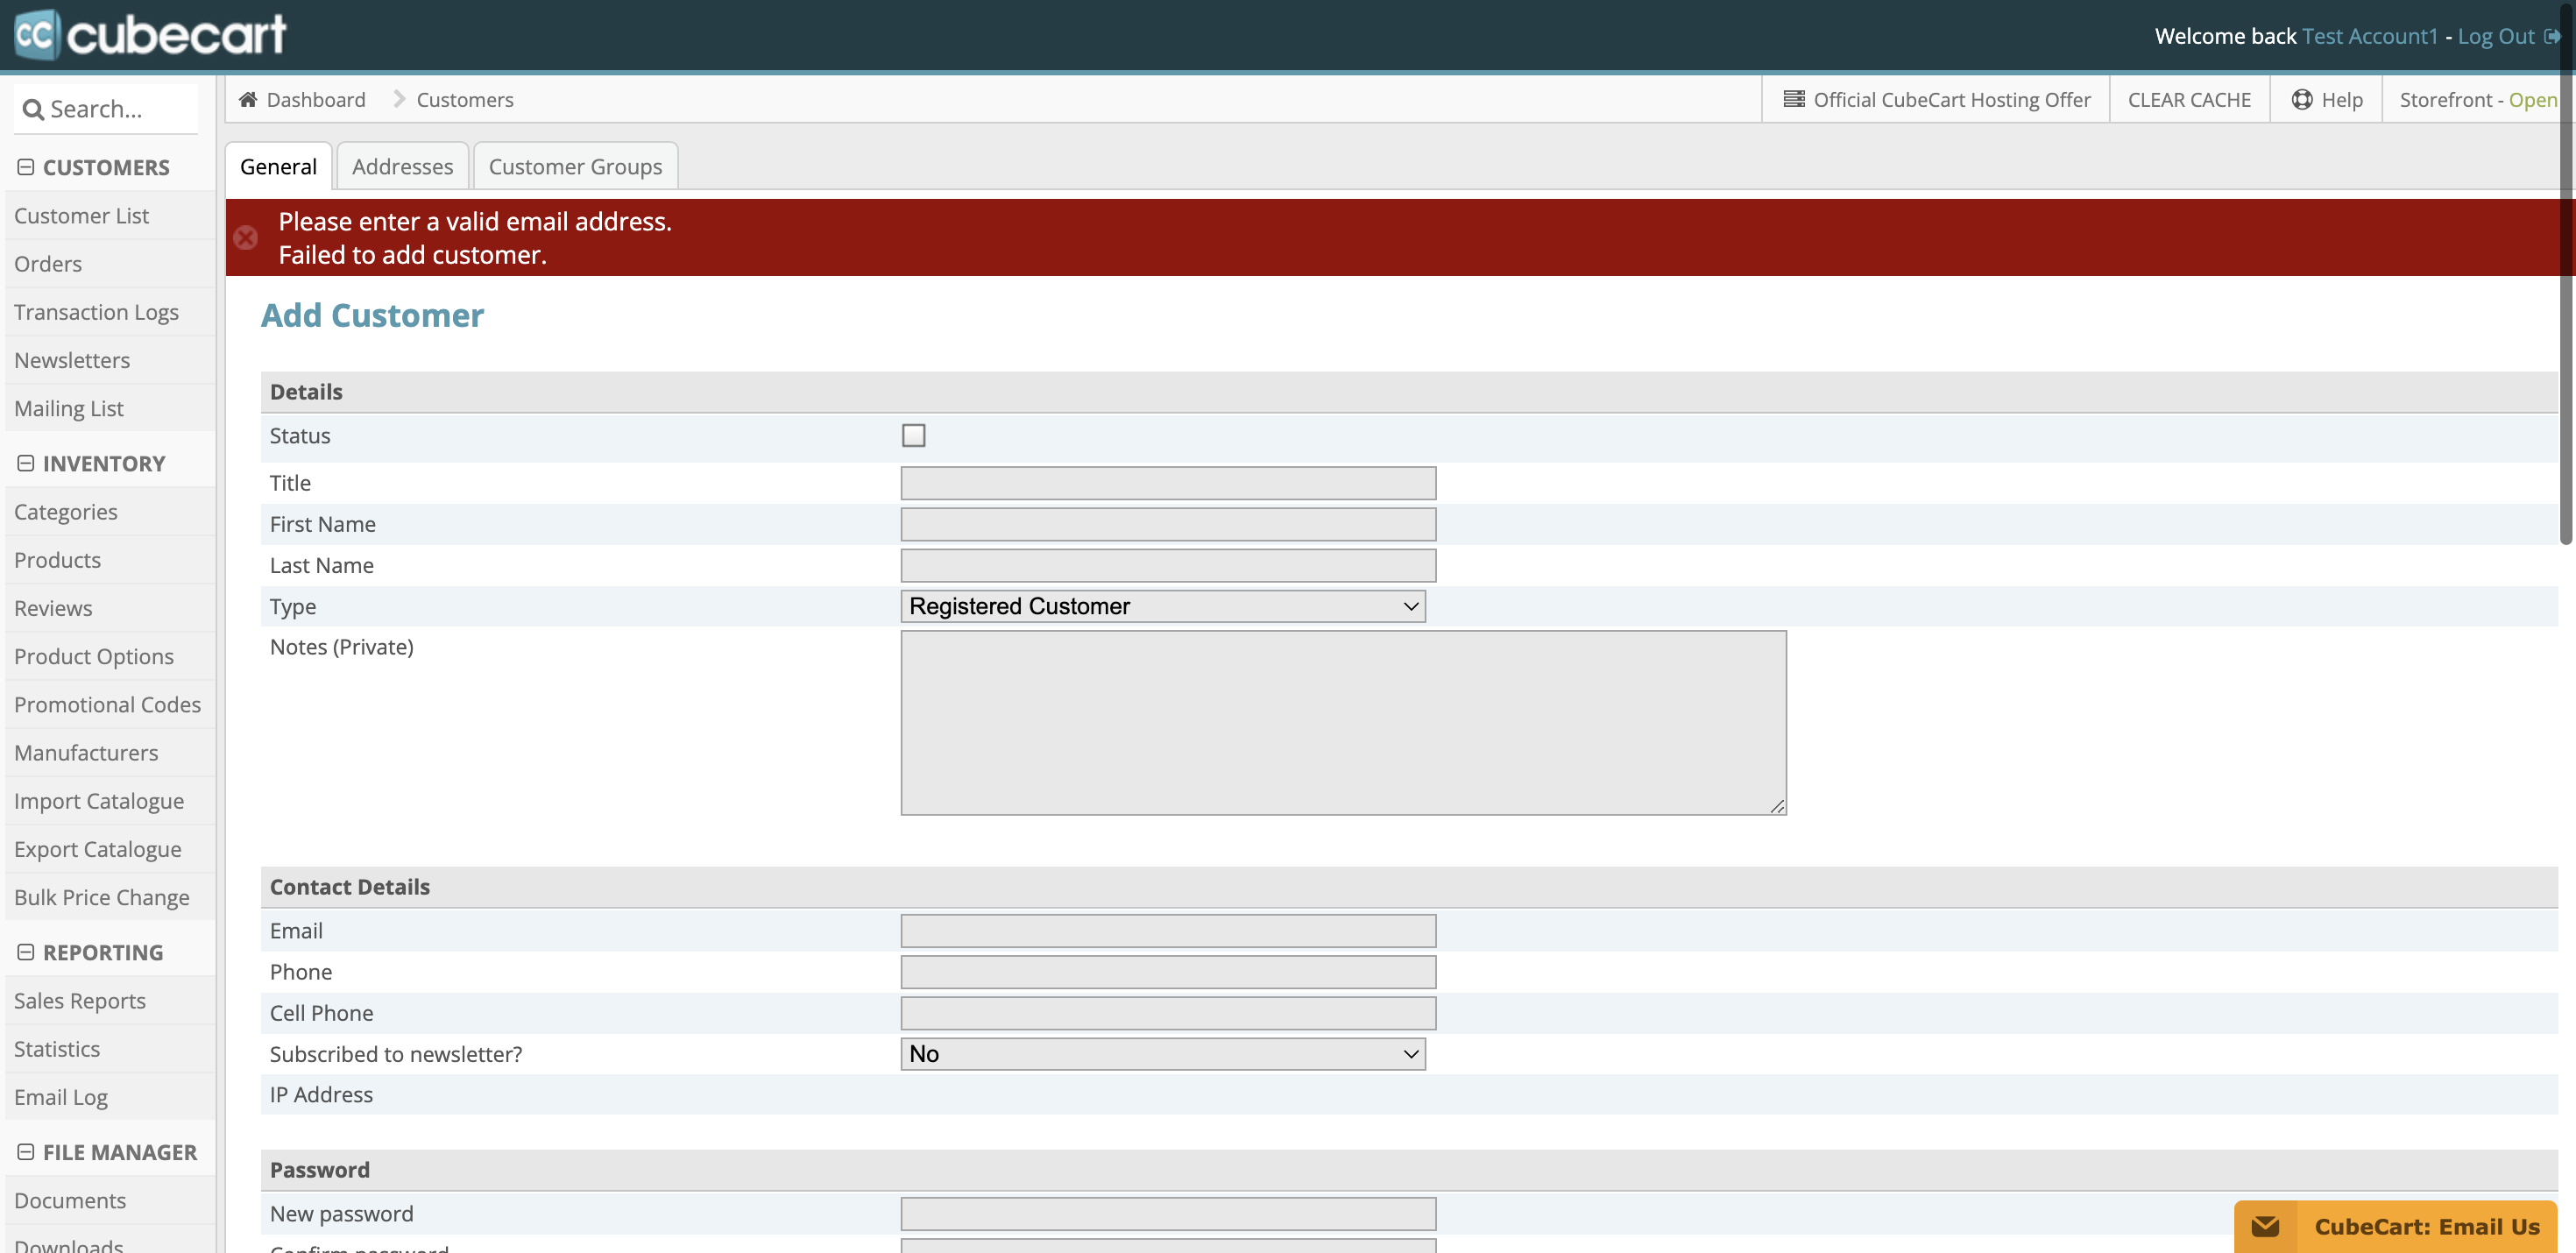 cc cubecart
Welcome back Test Account1 - Log Out
Search...
Dashboard Customers
Official CubeCart Hosting Offer
CLEAR CACHE
Help
Storefront - Open
CUSTOMERS
Customer List
Orders
Transaction Logs
Newsletters
Mailing List
INVENTORY
Categories
Products
Reviews
Product Options
Promotional Codes
Manufacturers
Import Catalogue
Export Catalogue
Bulk Price Change
REPORTING
Sales Reports
Statistics
Email Log
FILE MANAGER
Documents
Downloads
General
Addresses
Customer Groups
Please enter a valid email address.
Failed to add customer.
Add Customer
Details
Status
Title
First Name
Last Name
Type Registered Customer
Notes (Private)
Contact Details
Email
Phone
Cell Phone
Subscribed to newsletter? No
IP Address
Password
New password
Confirm password
CubeCart: Email Us